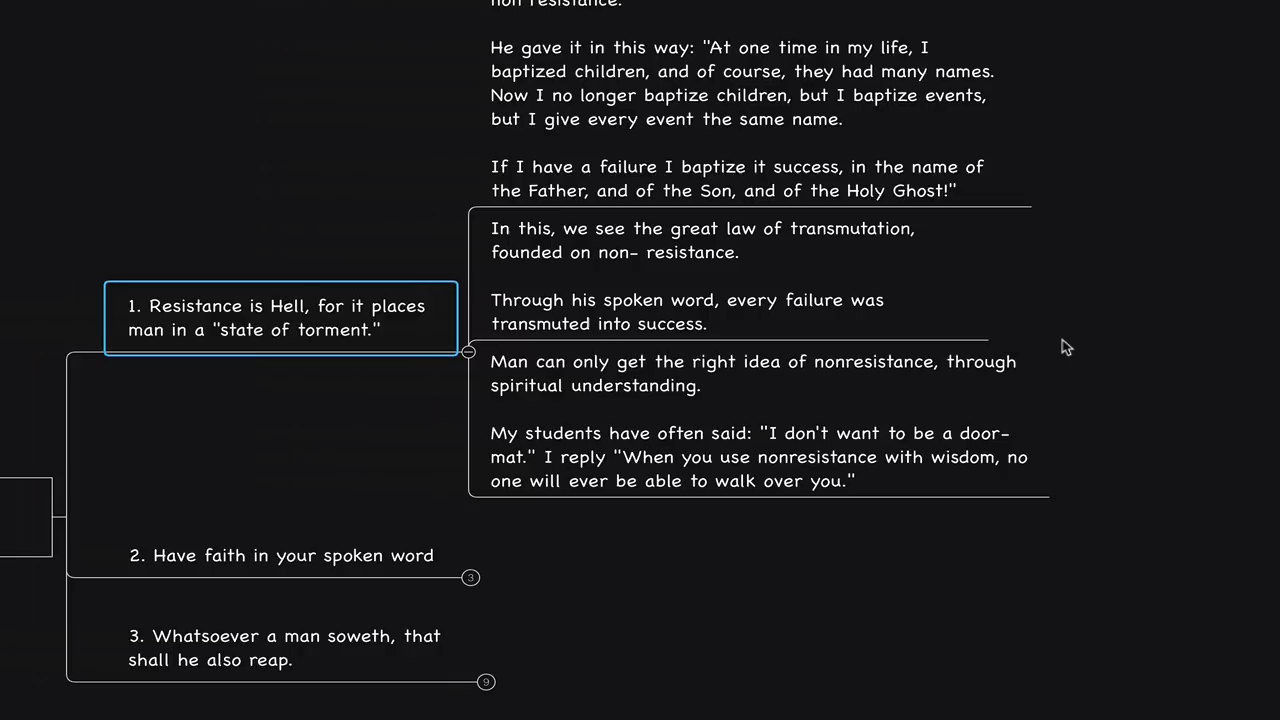 non resistance.
He gave it in this way: "At one time in my life, I
baptized children, and of course, they had many names.
Now I no longer baptize children, but I baptize events,
but I give every event the same name.
If I have a failure I baptize it success, in the name of
the Father, and of the Son, and of the Holy Ghost!"
In this, we see the great law of transmutation,
founded on non- resistance.
Through his spoken word, every failure was
transmuted into success.
1. Resistance is Hell, for it places
man in a "state of torment."
Man can only get the right idea of nonresistance, through
spiritual understanding.
My students have often said: "I don't want to be a door-
mat." I reply "When you use nonresistance with wisdom, no
one will ever be able to walk over you."
2. Have faith in your spoken word
3
3. Whatsoever a man soweth, that
shall he also reap.
9